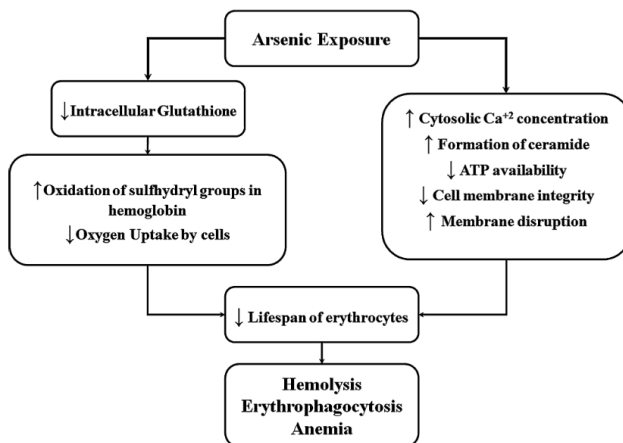 Arsenic Exposure
↓Intracellular Glutathione
↑Oxidation of sulfhydryl groups in
hemoglobin
↓Oxygen Uptake by cells
↑ Cytosolic Ca⁺² concentration
↑ Formation of ceramide
↓ ATP availability
↓ Cell membrane integrity
↑ Membrane disruption
↓ Lifespan of erythrocytes
Hemolysis
Erythrophagocytosis
Anemia